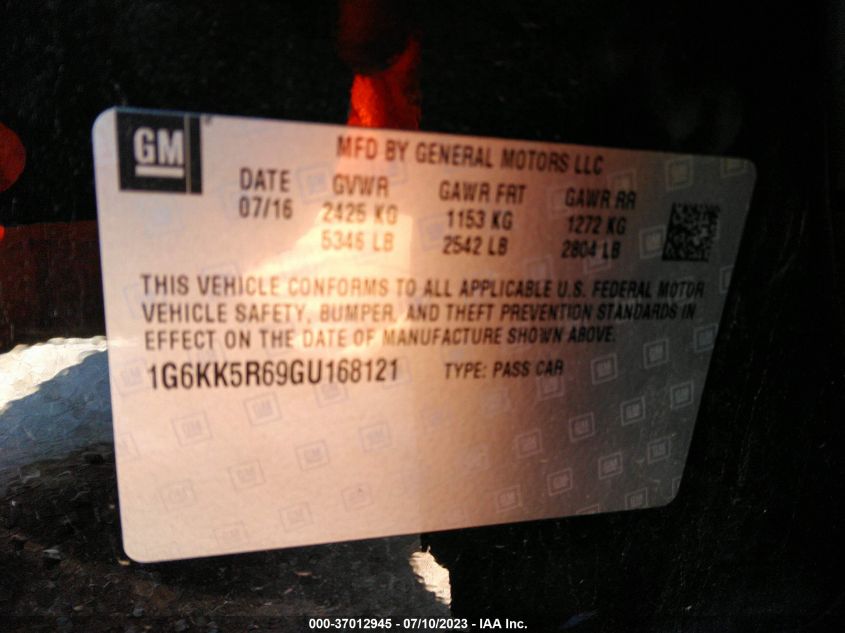 GM
MFD BY GENERAL MOTORS LLC
DATE GVWR GAWR FRT GAWR RR
07/16 2425 KG 1153 KG 1272 KG
5346 LB 2542 LB 2804 LB
THIS VEHICLE CONFORMS TO ALL APPLICABLE U.S. FEDERAL MOTOR
VEHICLE SAFETY, BUMPER, AND THEFT PREVENTION STANDARDS IN
EFFECT ON THE DATE OF MANUFACTURE SHOWN ABOVE.
1G6KK5R69GU168121 TYPE: PASS CAR
000-37012945 - 07/10/2023 - IAA Inc.